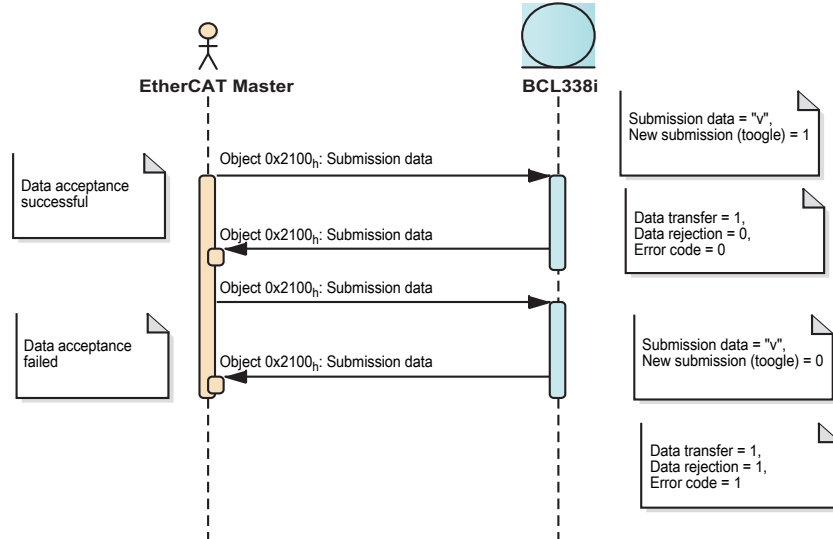 EtherCAT Master
BCL338i
Submission data = "v",
New submission (toogle) = 1
Object 0x2100h: Submission data
Data acceptance
successful
Data transfer = 1,
Data rejection = 0,
Error code = 0
Object 0x2100h: Submission data
Object 0x2100h: Submission data
Data acceptance
failed
Submission data = "v",
New submission (toogle) = 0
Object 0x2100h: Submission data
Data transfer = 1,
Data rejection = 1,
Error code = 1